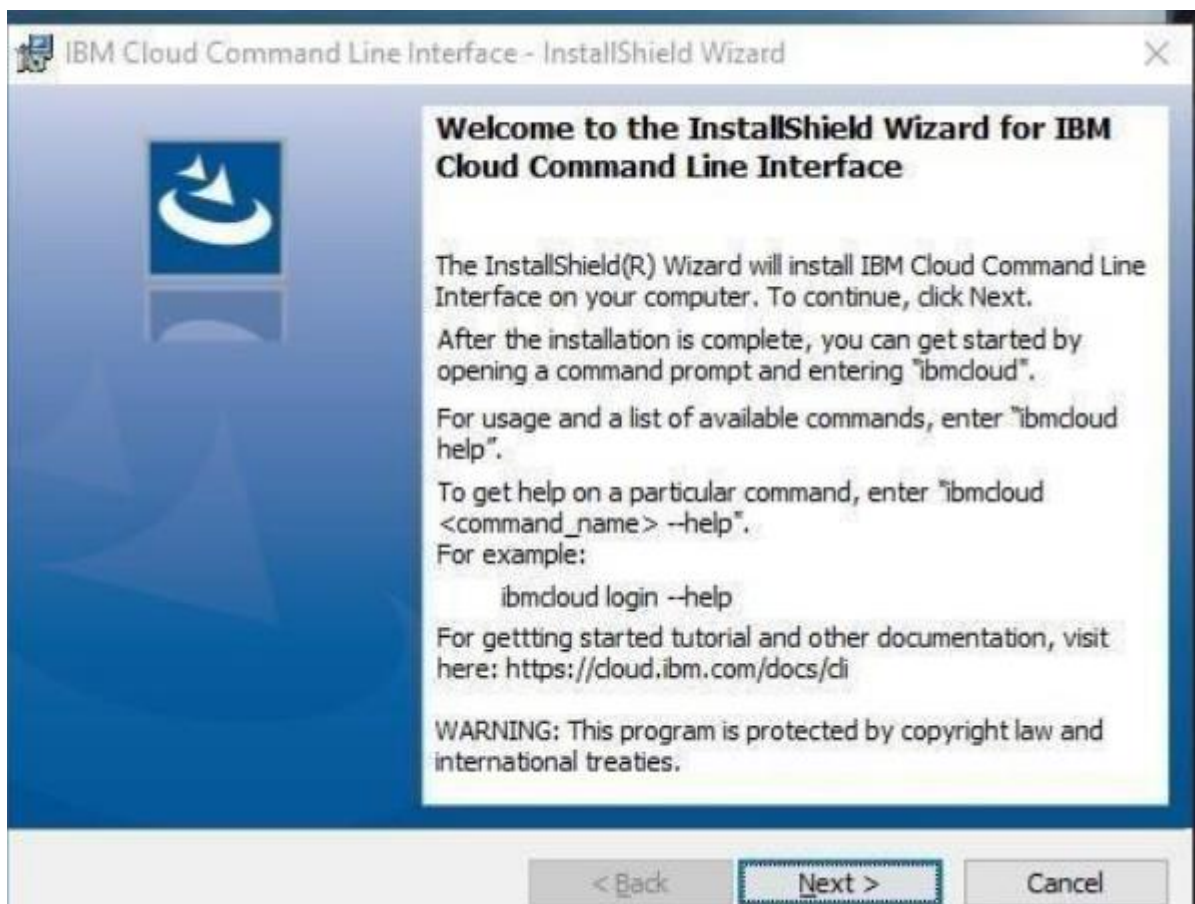 IBM Cloud Command Line Interface - InstallShield Wizard
Welcome to the InstallShield Wizard for IBM
Cloud Command Line Interface
The InstallShield(R) Wizard will install IBM Cloud Command Line
Interface on your computer. To continue, click Next.
After the installation is complete, you can get started by
opening a command prompt and entering "ibmcloud".
For usage and a list of available commands, enter "ibmcloud
help".
To get help on a particular command, enter "ibmcloud
<command_name> --help".
For example:
ibmcloud login --help
For gettting started tutorial and other documentation, visit
here: https://cloud.ibm.com/docs/cli
WARNING: This program is protected by copyright law and
international treaties.
< Back Next > Cancel